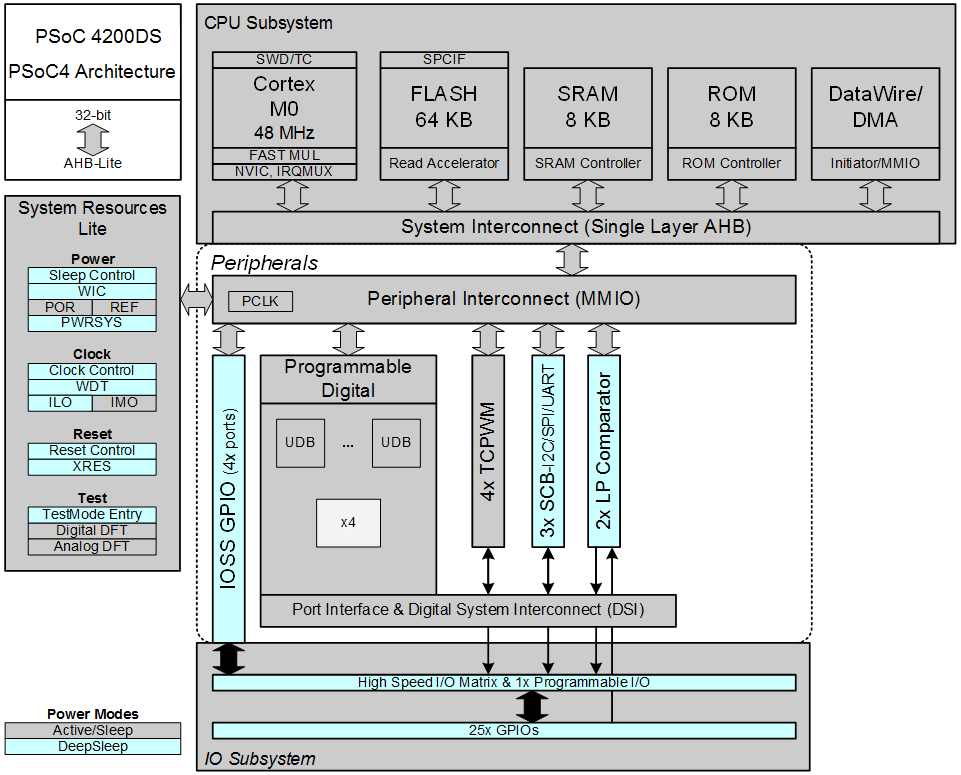 PSoC 4200DS
PSoC4 Architecture
32-bit
AHB-Lite
System Resources
Lite
Power
Sleep Control
WIC
POR
REF
PWRSYS
Clock
Clock Control
WDT
ILO
IMO
Reset
Reset Control
XRES
Test
TestMode Entry
Digital DFT
Analog DFT
Power Modes
Active/Sleep
DeepSleep
CPU Subsystem
SWD/TC
Cortex
M0
48 MHz
FAST MUL
NVIC, IRQMUX
SPCIF
FLASH
64 KB
Read Accelerator
SRAM
8 KB
SRAM Controller
ROM
8 KB
ROM Controller
DataWire/
DMA
Initiator/MMIO
System Interconnect (Single Layer AHB)
Peripherals
PCLK
Peripheral Interconnect (MMIO)
IOSS GPIO (4x ports)
Programmable
Digital
UDB
...
UDB
x4
4x TCPWM
3x SCB-I2C/SPI/UART
2x LP Comparator
Port Interface & Digital System Interconnect (DSI)
High Speed I/O Matrix & 1x Programmable I/O
25x GPIOs
IO Subsystem